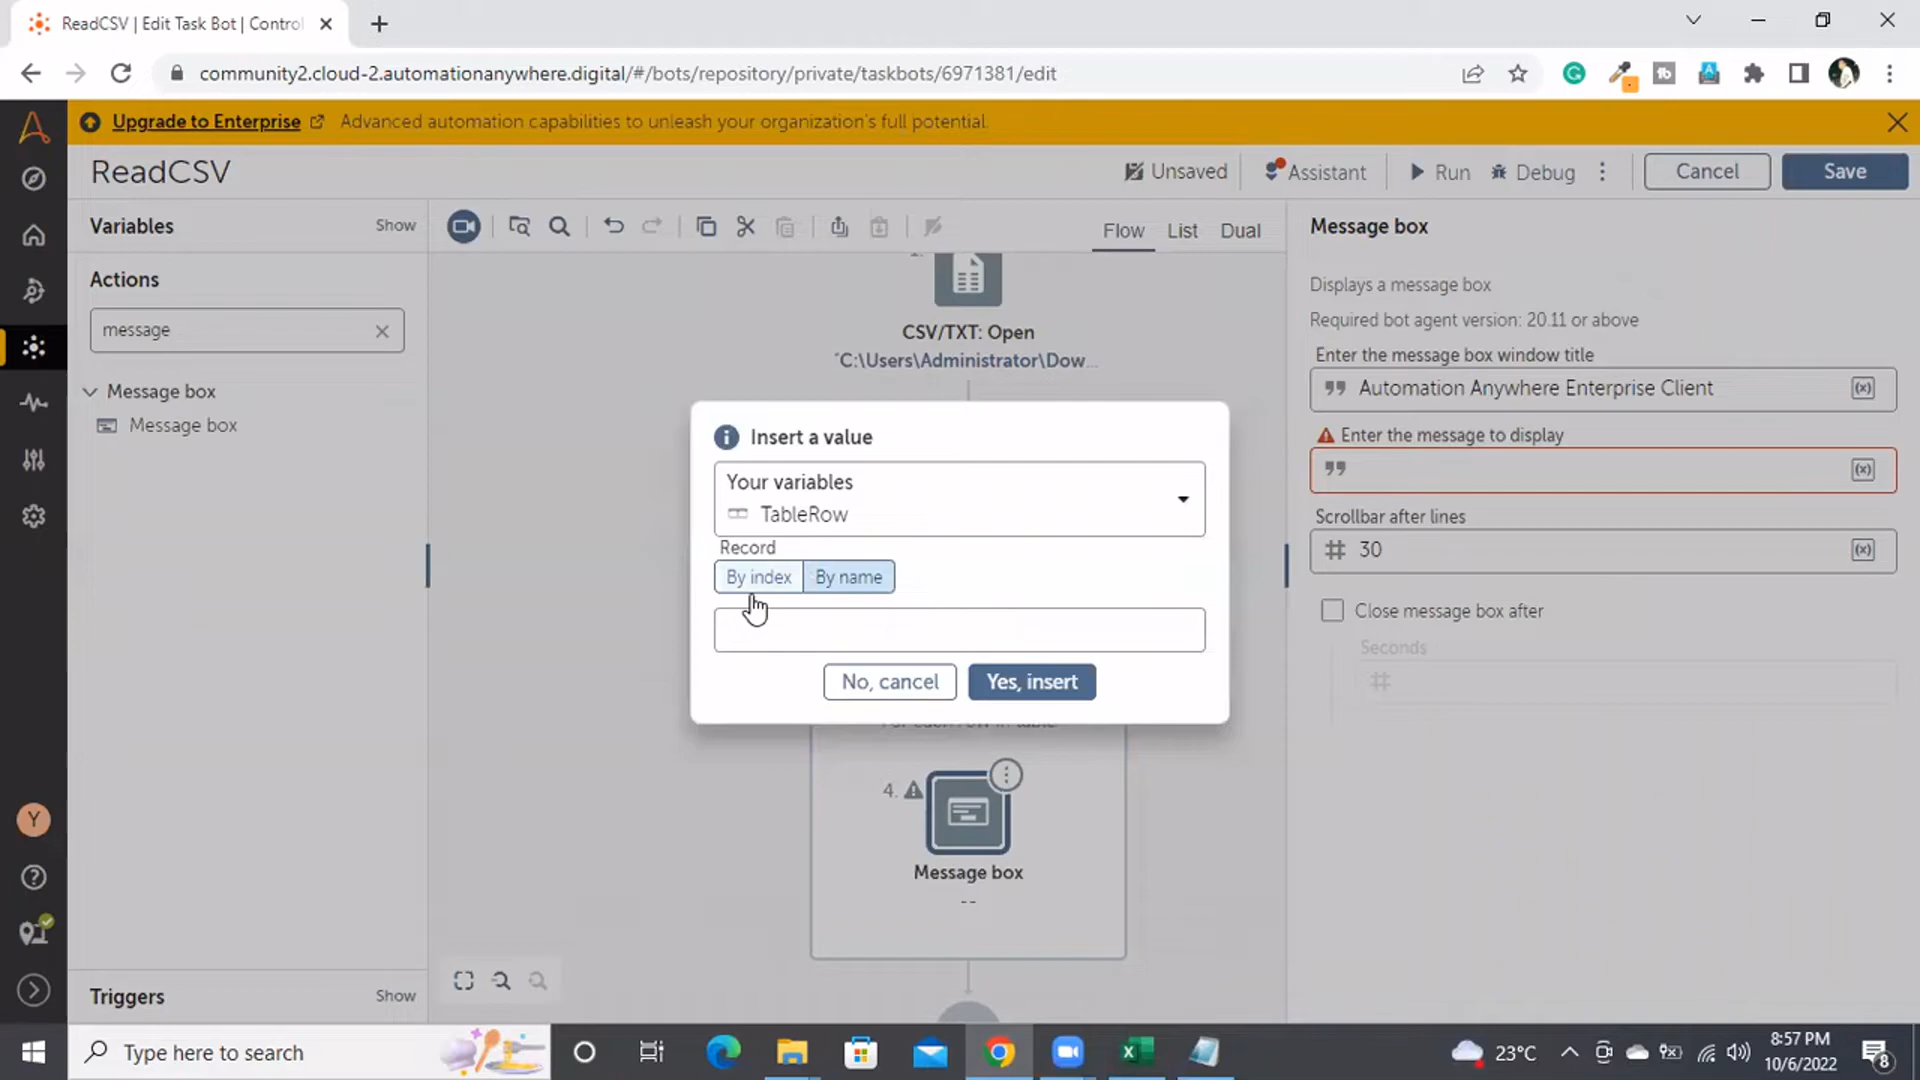 ReadCSV | Edit Task Bot | Contro
community2.cloud-2.automationanywhere.digital/#/bots/repository/private/taskbots/6971381/edit
Upgrade to Enterprise Advanced automation capabilities to unleash your organization's full potential.
ReadCSV
Unsaved
Assistant
Run
Debug
Cancel
Save
Variables
Show
Flow
List
Dual
Actions
message
Message box
Message box
CSV/TXT: Open
"C:\Users\Administrator\Dow...
Insert a value
Your variables
TableRow
Record
By index
By name
No, cancel
Yes, insert
4.
Message box
--
Message box
Displays a message box
Required bot agent version: 20.11 or above
Enter the message box window title
Automation Anywhere Enterprise Client
(x)
Enter the message to display
(x)
Scrollbar after lines
30
(x)
Close message box after
Seconds
Y
Triggers
Show
Type here to search
23°C
8:57 PM
10/6/2022
8